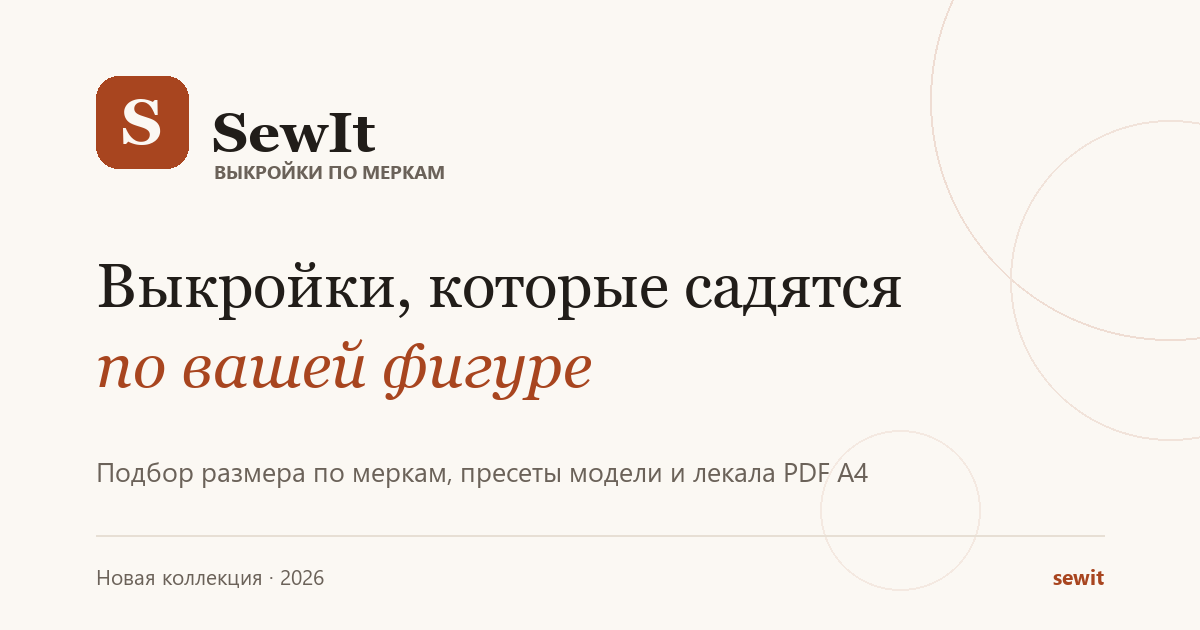 S
SewIt
ВЫКРОЙКИ ПО МЕРКАМ
Выкройки, которые садятся
по вашей фигуре
Подбор размера по меркам, пресеты модели и лекала PDF A4
Новая коллекция · 2026
sewit